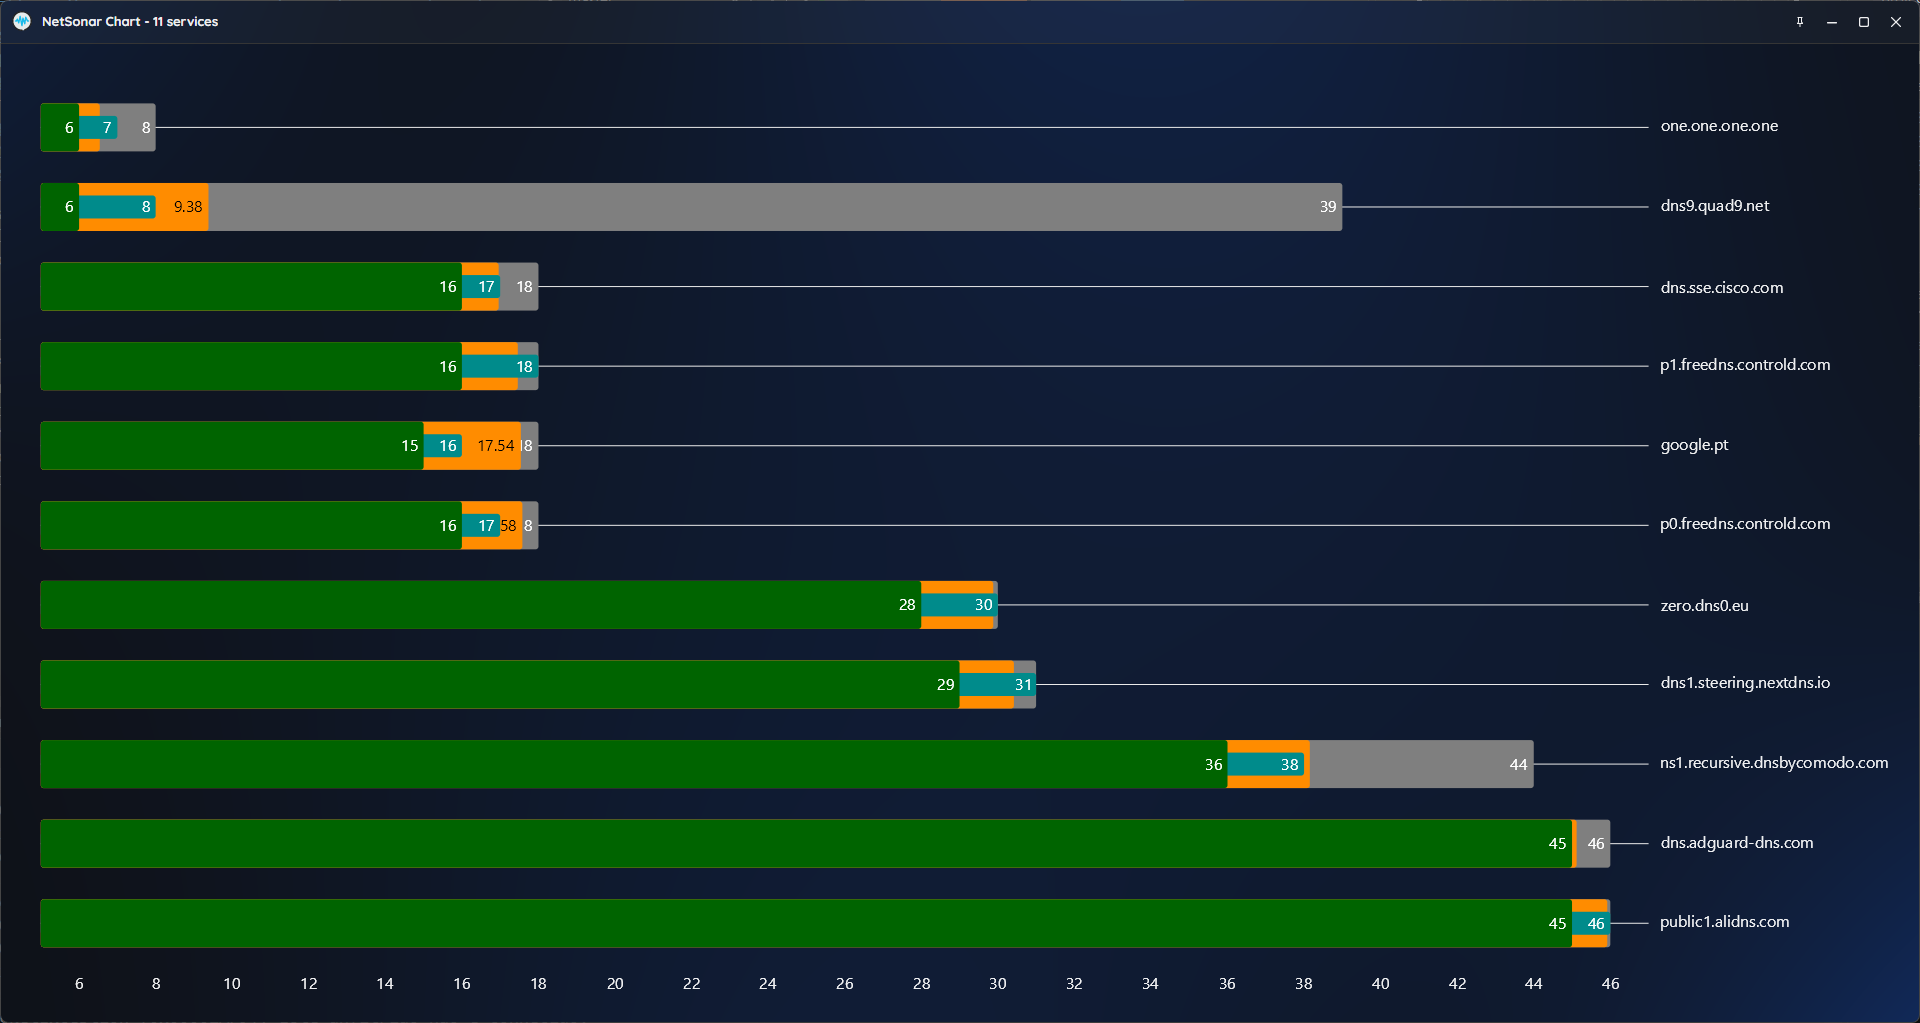 NetSonar Chart - 11 services
6 7 8 one.one.one.one
6 8 9.38 39 dns9.quad9.net
16 17 18 dns.sse.cisco.com
16 18 p1.freedns.controld.com
15 16 17.54 8 google.pt
16 17 58 8 p0.freedns.controld.com
28 30 zero.dns0.eu
29 31 dns1.steering.nextdns.io
36 38 44 ns1.recursive.dnsbycomodo.com
45 46 dns.adguard-dns.com
45 46 public1.alidns.com
6 8 10 12 14 16 18 20 22 24 26 28 30 32 34 36 38 40 42 44 46